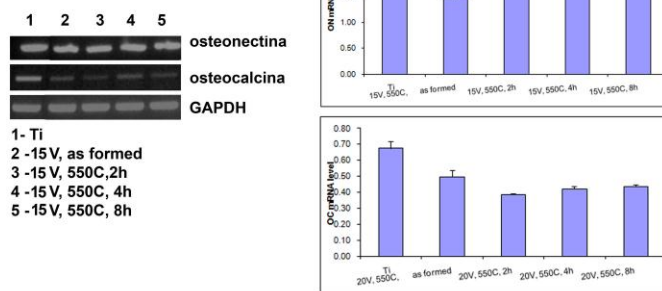 1 2 3 4 5
osteonectina
osteocalcina
GAPDH
1- Ti
2 -15 V, as formed
3 -15 V, 550C,2h
4 -15 V, 550C, 4h
5 -15 V, 550C, 8h
1.00
0.00
Ti
15V, 550C,
as formed
15V, 550C, 2h
15V, 550C, 4h
15V, 550C, 8h
OC mRNA level
0.80
0.70
0.60
0.50
0.40
0.30
0.20
0.10
0.00
Ti
20V, 550C,
as formed
20V, 550C, 2h
20V, 550C, 4h
20V, 550C, 8h